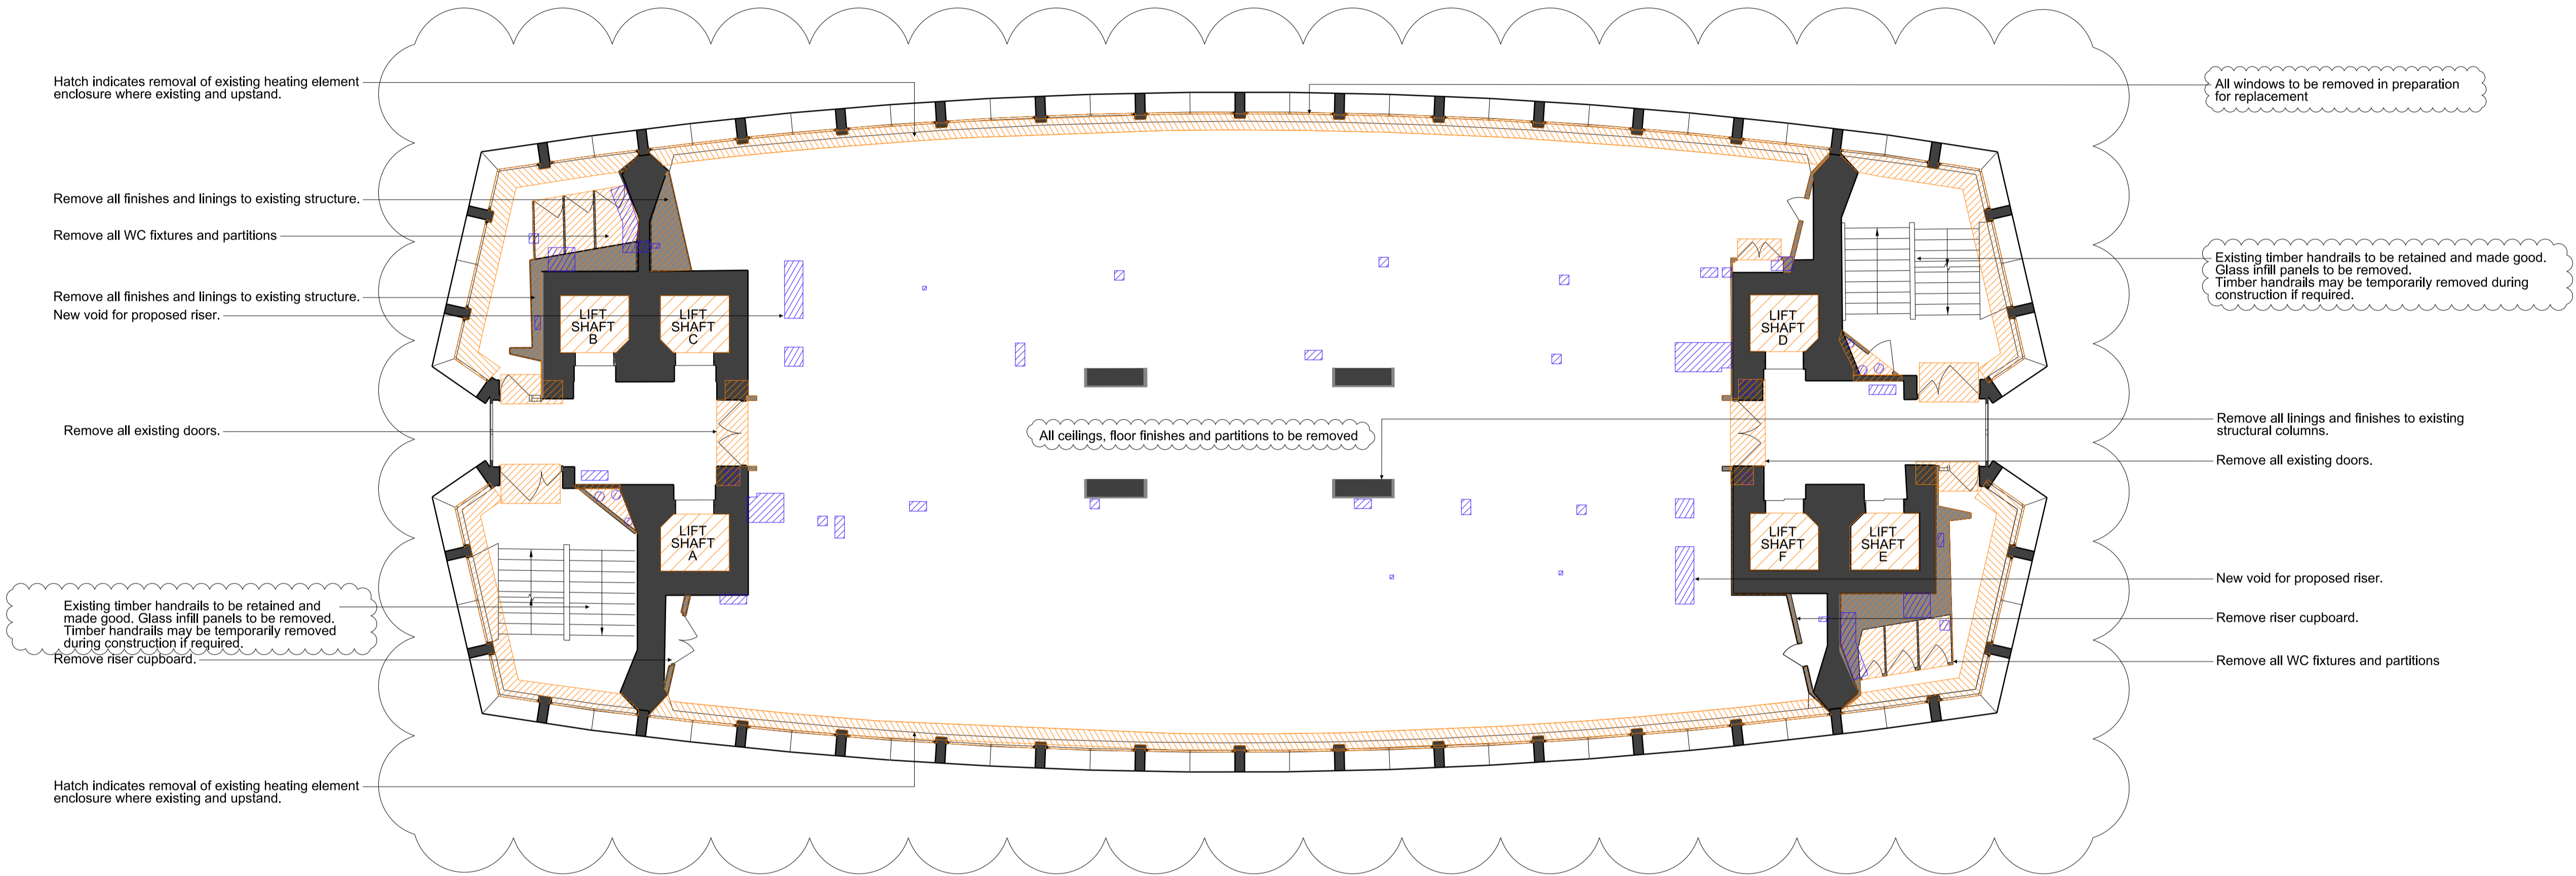 Hatch indicates removal of existing heating element
enclosure where existing and upstand.
Remove all finishes and linings to existing structure.
Remove all WC fixtures and partitions
Remove all finishes and linings to existing structure.
New void for proposed riser.
Remove all existing doors.
Existing timber handrails to be retained and
made good. Glass infill panels to be removed.
Timber handrails may be temporarily removed
during construction if required.
Remove riser cupboard.
Hatch indicates removal of existing heating element
enclosure where existing and upstand.
LIFT
SHAFT
B
LIFT
SHAFT
C
LIFT
SHAFT
A
All ceilings, floor finishes and partitions to be removed
LIFT
SHAFT
D
LIFT
SHAFT
F
LIFT
SHAFT
E
All windows to be removed in preparation
for replacement
Existing timber handrails to be retained and made good.
Glass infill panels to be removed.
Timber handrails may be temporarily removed during
construction if required.
Remove all linings and finishes to existing
structural columns.
Remove all existing doors.
New void for proposed riser.
Remove riser cupboard.
Remove all WC fixtures and partitions